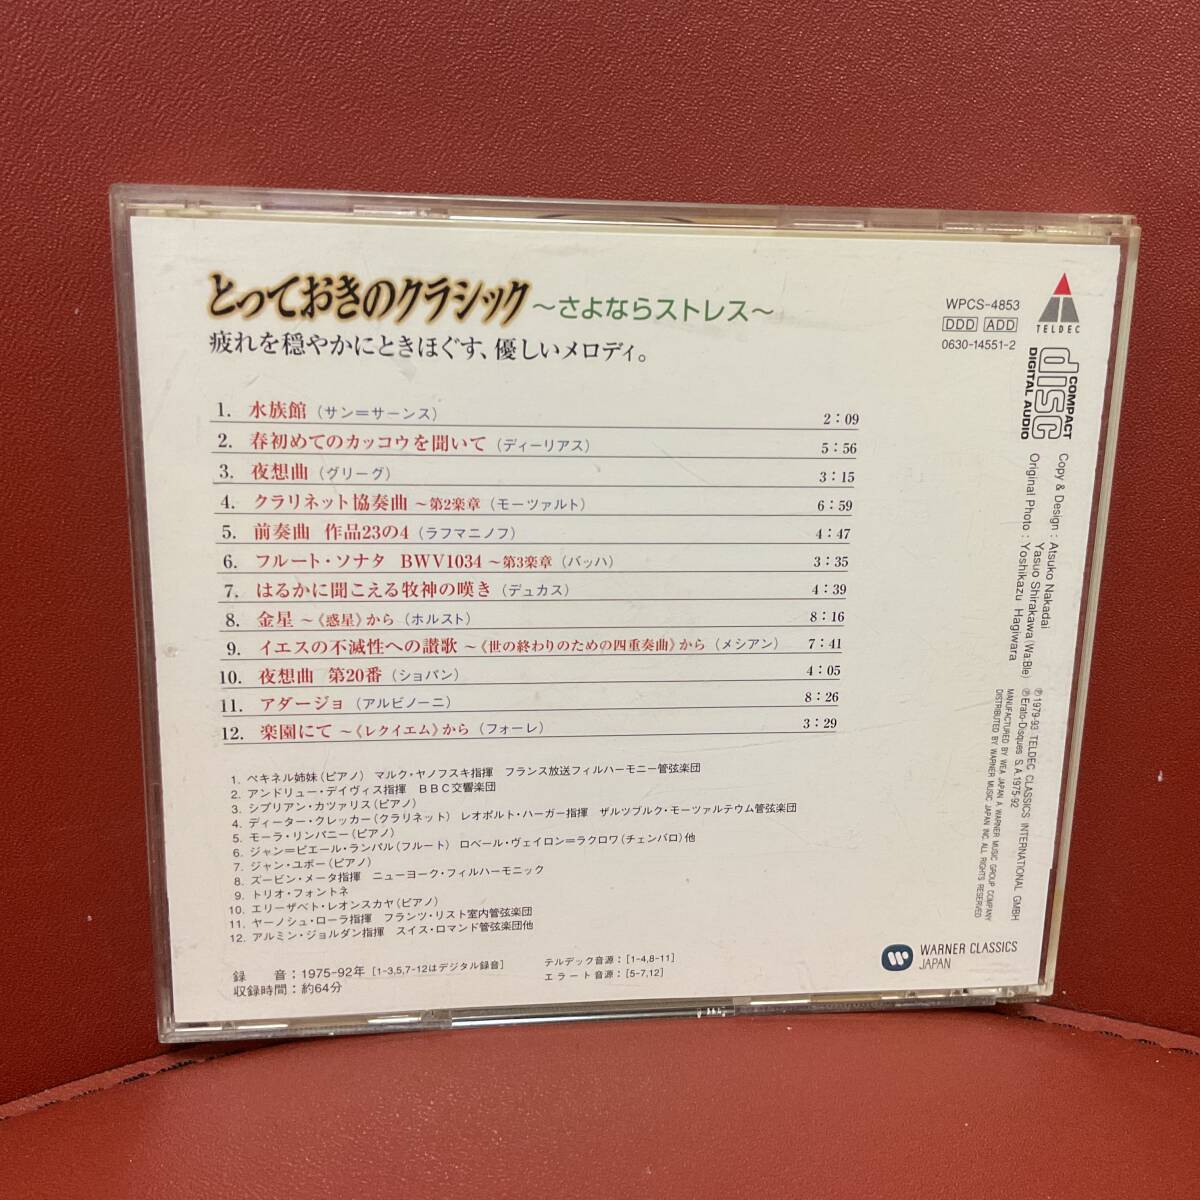 とっておきのクラシック ～さよならストレス～
疲れを穏やかにときほぐす、優しいメロディ。
1. 水族館（サン＝サーンス） 2：09
2. 春初めてのカッコウを聞いて（ディーリアス） 5：56
3. 夜想曲（グリーグ） 3：15
4. クラリネット協奏曲 ～第2楽章（モーツァルト） 6：59
5. 前奏曲 作品23の4（ラフマニノフ） 4：47
6. フルート・ソナタ BWV1034 ～第3楽章（バッハ） 3：35
7. はるかに聞こえる牧神の嘆き（デュカス） 4：39
8. 金星 ～《惑星》から（ホルスト） 8：16
9. イエスの不滅性への讃歌 ～《世の終わりのための四重奏曲》から（メシアン） 7：41
10. 夜想曲 第20番（ショパン） 4：05
11. アダージョ（アルビノーニ） 8：26
12. 楽園にて ～《レクイエム》から（フォーレ） 3：29
1. ペキネル姉妹（ピアノ） マルク・ヤノフスキ指揮 フランス放送フィルハーモニー管弦楽団
2. アンドリュー・デイヴィス指揮 BBC交響楽団
3. シプリアン・カツァリス（ピアノ）
4. ディーター・クレッカー（クラリネット） レオポルト・ハーガー指揮 ザルツブルク・モーツァルテウム管弦楽団
5. モーラ・リンパニー（ピアノ）
6. ジャン＝ピエール・ランパル（フルート） ロベール・ヴェイロン＝ラクロワ（チェンバロ）他
7. ジャン・ユボー（ピアノ）
8. ズービン・メータ指揮 ニューヨーク・フィルハーモニック
9. トリオ・フォントネ
10. エリーザベト・レオンスカヤ（ピアノ）
11. ヤーノシュ・ローラ指揮 フランツ・リスト室内管弦楽団
12. アルミン・ジョルダン指揮 スイス・ロマンド管弦楽団他
録 音：1975-92年［1-3,5,7-12はデジタル録音］
収録時間：約64分
テルデック音源：［1-4,8-11］
エラート音源：［5-7,12］
WPCS-4853
DDD ADD
0630-14551-2
TELDEC
COMPACT
disc
DIGITAL AUDIO
Copy & Design：Atsuko Nakadai
Yasuo Shirakawa(Wa:Ble)
Original Photo：Yoshikazu Hagiwara
℗1979-93 TELDEC CLASSICS INTERNATIONAL GMBH
℗Erato-Disques S.A.1975-92
MANUFACTURED BY WEA JAPAN A WARNER MUSIC GROUP COMPANY
DISTRIBUTED BY WARNER MUSIC JAPAN INC. ALL RIGHTS RESERVED
WARNER CLASSICS
JAPAN